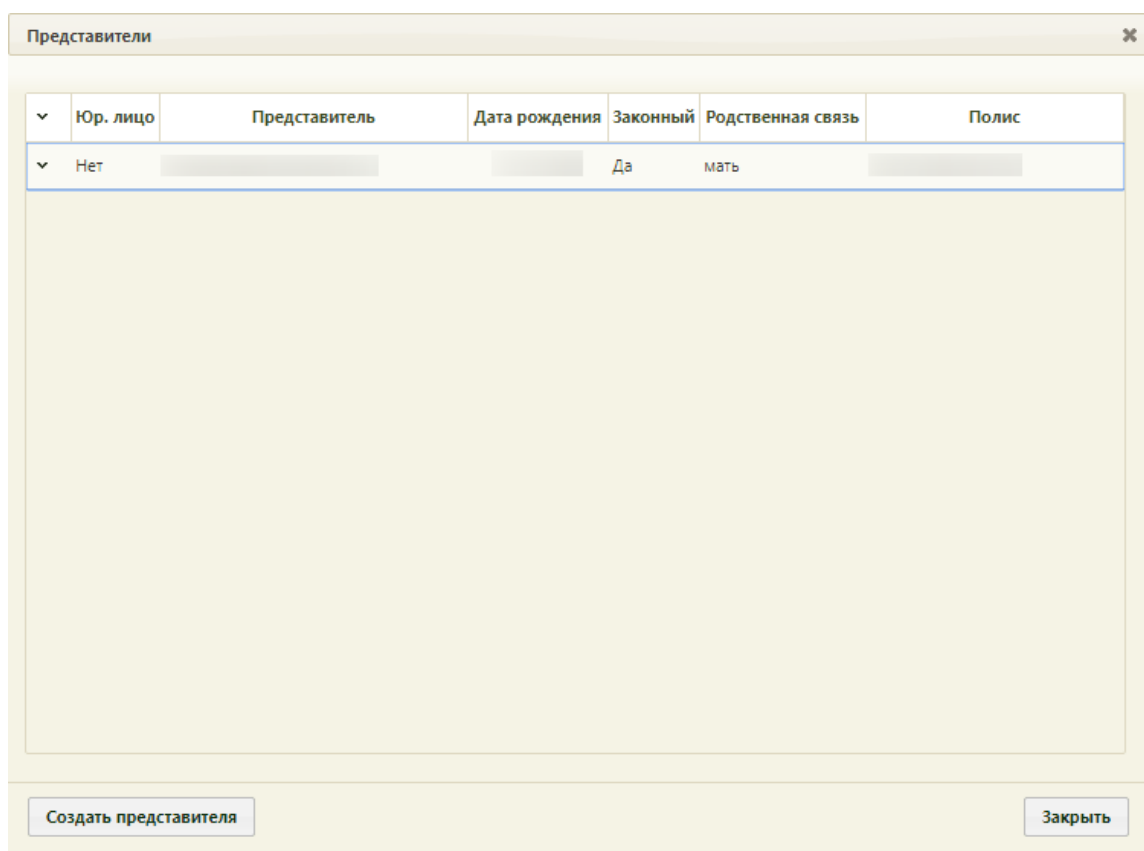 Представители
Юр. лицо Представитель Дата рождения Законный Родственная связь Полис
Нет Да мать
Создать представителя Закрыть